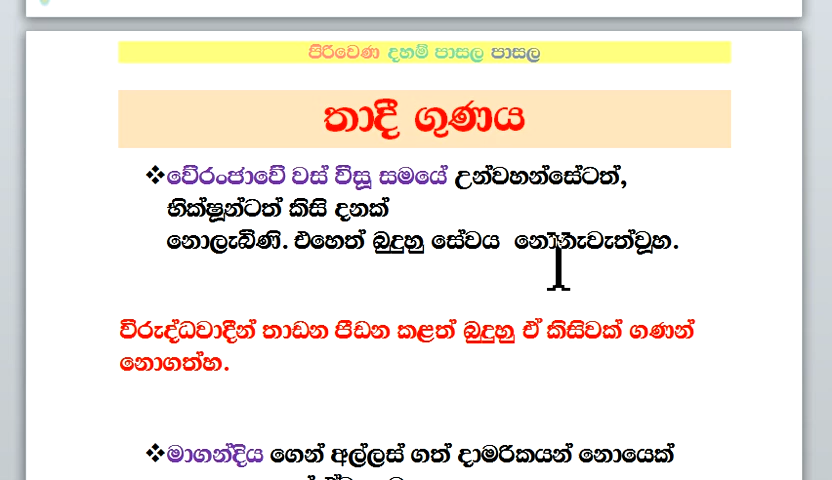 පිරිවෙණ දහම් පාසල පාසල
තාදී ගුණය
❖වේරංජාවේ වස් විසූ සමයේ උන්වහන්සේටත්,
භික්ෂූන්ටත් කිසි දනක්
නොලැබිණි. එහෙත් බුදුහු සේවය නොනැවැත්වූහ.
විරුද්ධවාදීන් තාඩන පීඩන කළත් බුදුහු ඒ කිසිවක් ගණන්
නොගත්හ.
❖මාගන්දිය ගෙන් අල්ලස් ගත් දාමරිකයන් නොයෙක්